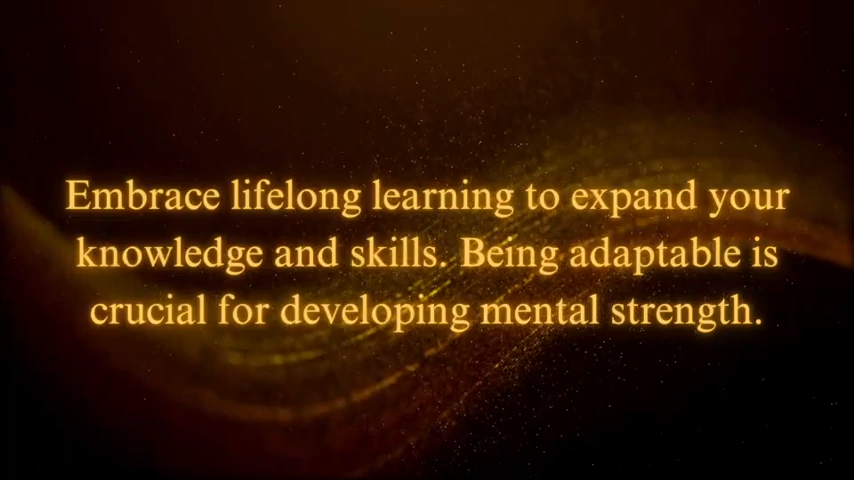 Embrace lifelong learning to expand your
knowledge and skills. Being adaptable is
crucial for developing mental strength.